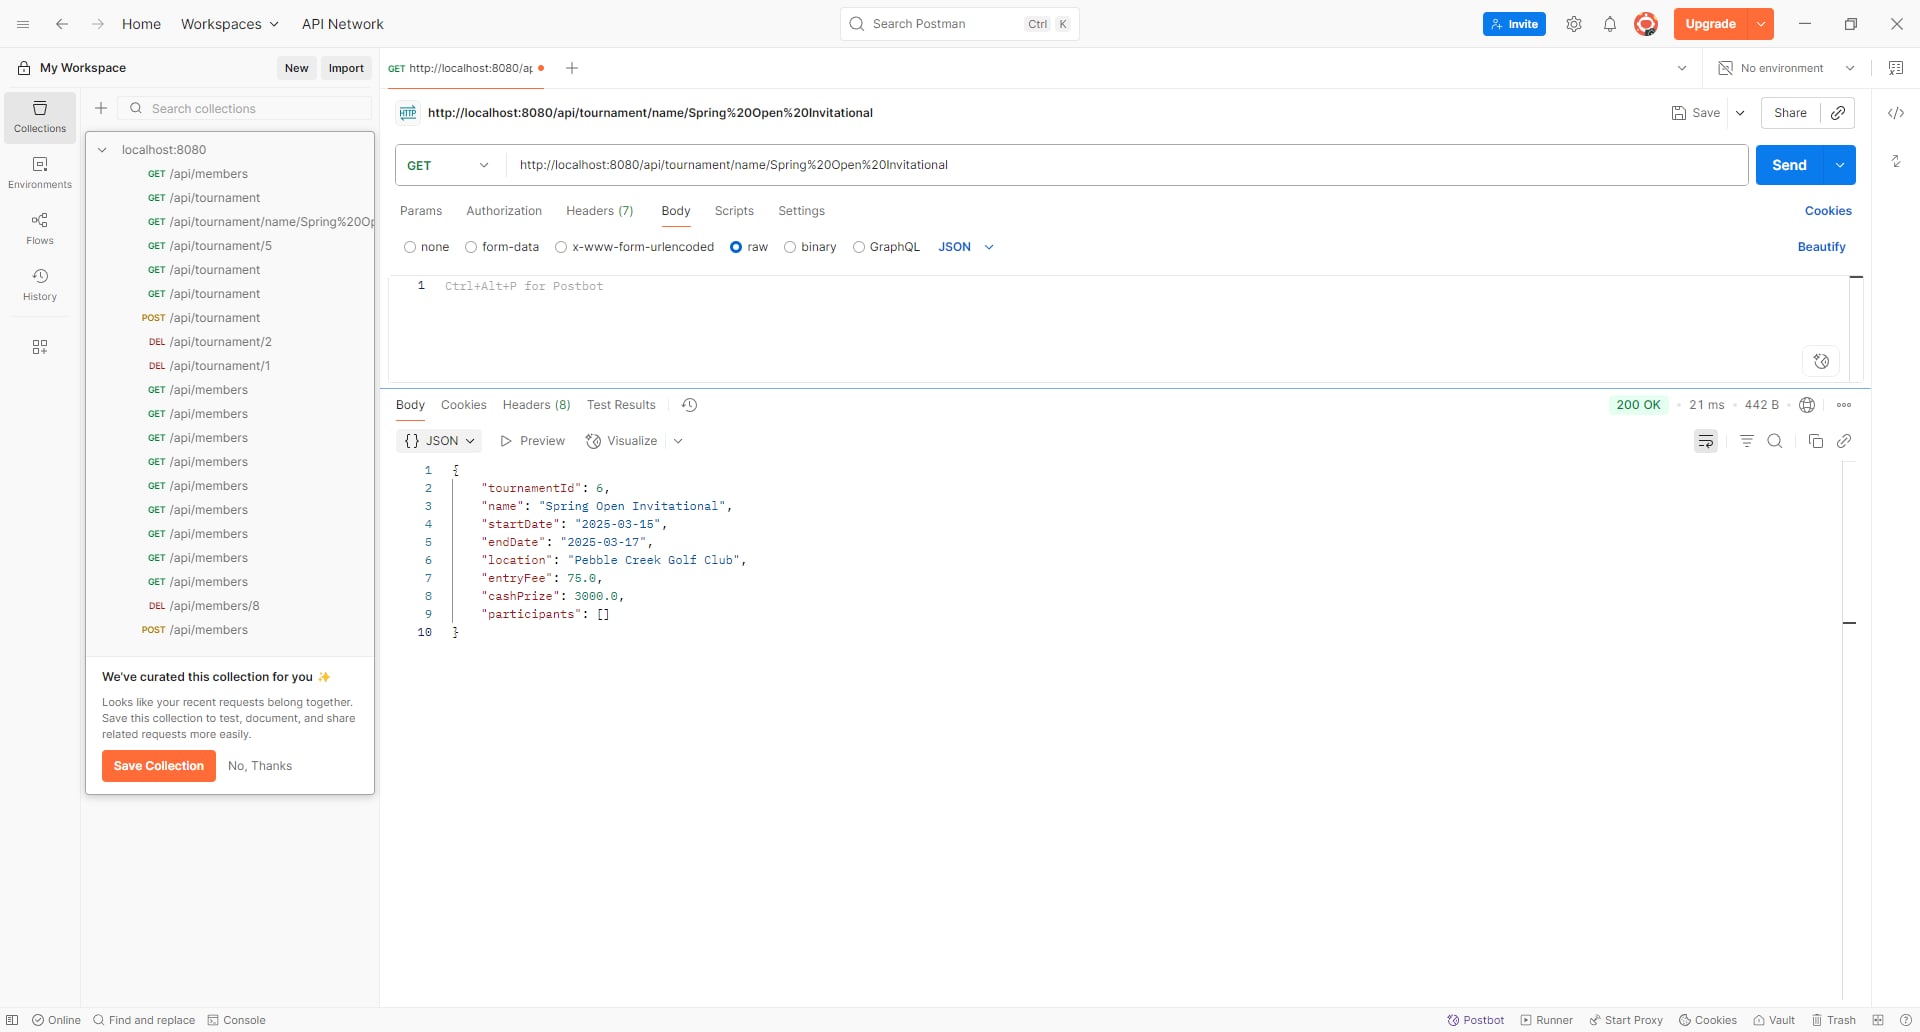 Home Workspaces API Network Search Postman Ctrl K Invite Upgrade
My Workspace New Import GET http://localhost:8080/ap No environment
Collections
Environments
Flows
History
Search collections
localhost:8080
GET /api/members
GET /api/tournament
GET /api/tournament/name/Spring%20Op
GET /api/tournament/5
GET /api/tournament
GET /api/tournament
POST /api/tournament
DEL /api/tournament/2
DEL /api/tournament/1
GET /api/members
GET /api/members
GET /api/members
GET /api/members
GET /api/members
GET /api/members
GET /api/members
GET /api/members
GET /api/members
DEL /api/members/8
POST /api/members
We've curated this collection for you ✨
Looks like your recent requests belong together.
Save this collection to test, document, and share
related requests more easily.
Save Collection No, Thanks
HTTP http://localhost:8080/api/tournament/name/Spring%20Open%20Invitational Save Share
GET http://localhost:8080/api/tournament/name/Spring%20Open%20Invitational Send
Params Authorization Headers (7) Body Scripts Settings Cookies
none form-data x-www-form-urlencoded raw binary GraphQL JSON Beautify
1 Ctrl+Alt+P for Postbot
Body Cookies Headers (8) Test Results 200 OK • 21 ms • 442 B •
{} JSON Preview Visualize
1 {
2 "tournamentId": 6,
3 "name": "Spring Open Invitational",
4 "startDate": "2025-03-15",
5 "endDate": "2025-03-17",
6 "location": "Pebble Creek Golf Club",
7 "entryFee": 75.0,
8 "cashPrize": 3000.0,
9 "participants": []
10 }
Online Find and replace Console Postbot Runner Start Proxy Cookies Vault Trash